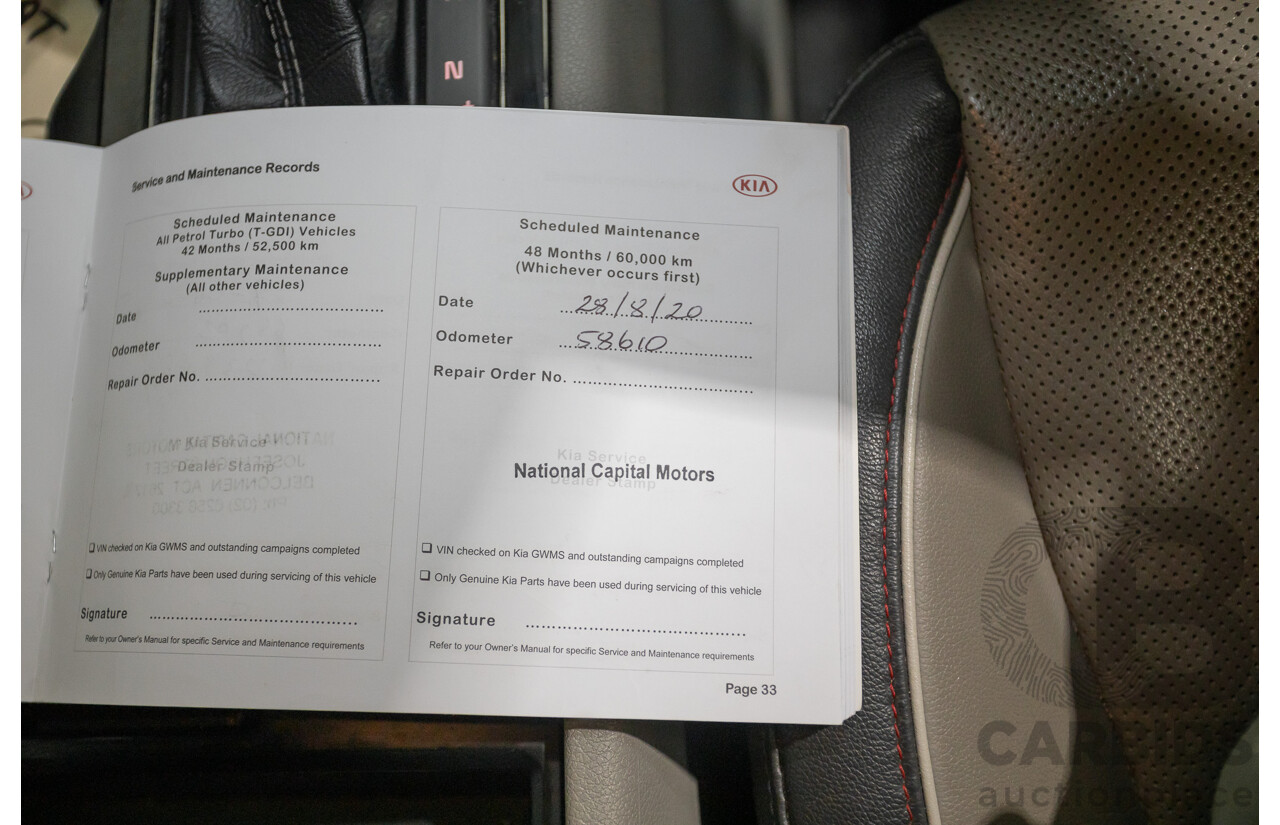 N
Service and Maintenance Records
KIA
Scheduled Maintenance
All Petrol Turbo (T-GDI) Vehicles
42 Months / 52,500 km
Supplementary Maintenance
(All other vehicles)
Date ........................................
Odometer ........................................
Repair Order No. ........................................
Kia Service
Dealer Stamp
❑ VIN checked on Kia GWMS and outstanding campaigns completed
❑ Only Genuine Kia Parts have been used during servicing of this vehicle
Signature ........................................
Refer to your Owner's Manual for specific Service and Maintenance requirements
Scheduled Maintenance
48 Months / 60,000 km
(Whichever occurs first)
Date 28/8/20
Odometer 58610
Repair Order No. ........................................
Kia Service
National Capital Motors
Dealer Stamp
❑ VIN checked on Kia GWMS and outstanding campaigns completed
❑ Only Genuine Kia Parts have been used during servicing of this vehicle
Signature ........................................
Refer to your Owner's Manual for specific Service and Maintenance requirements
Page 33
CARBIDS
auction place